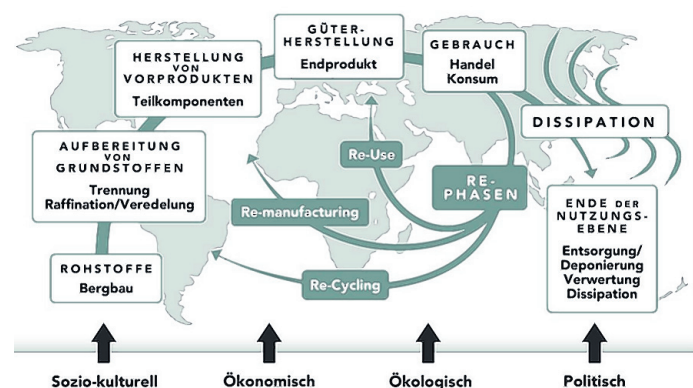 GÜTER-
HERSTELLUNG
Endprodukt
GEBRAUCH
Handel
Konsum
HERSTELLUNG
VON
VORPRODUKTEN
Teilkomponenten
DISSIPATION
AUFBEREITUNG
VON
GRUNDSTOFFEN
Trennung
Raffination/Veredelung
Re-Use
RE-
PHASEN
Re-manufacturing
ENDE DER
NUTZUNGS-
EBENE
Entsorgung/
Deponierung
Verwertung
Dissipation
ROHSTOFFE
Bergbau
Re-Cycling
Sozio-kulturell
Ökonomisch
Ökologisch
Politisch